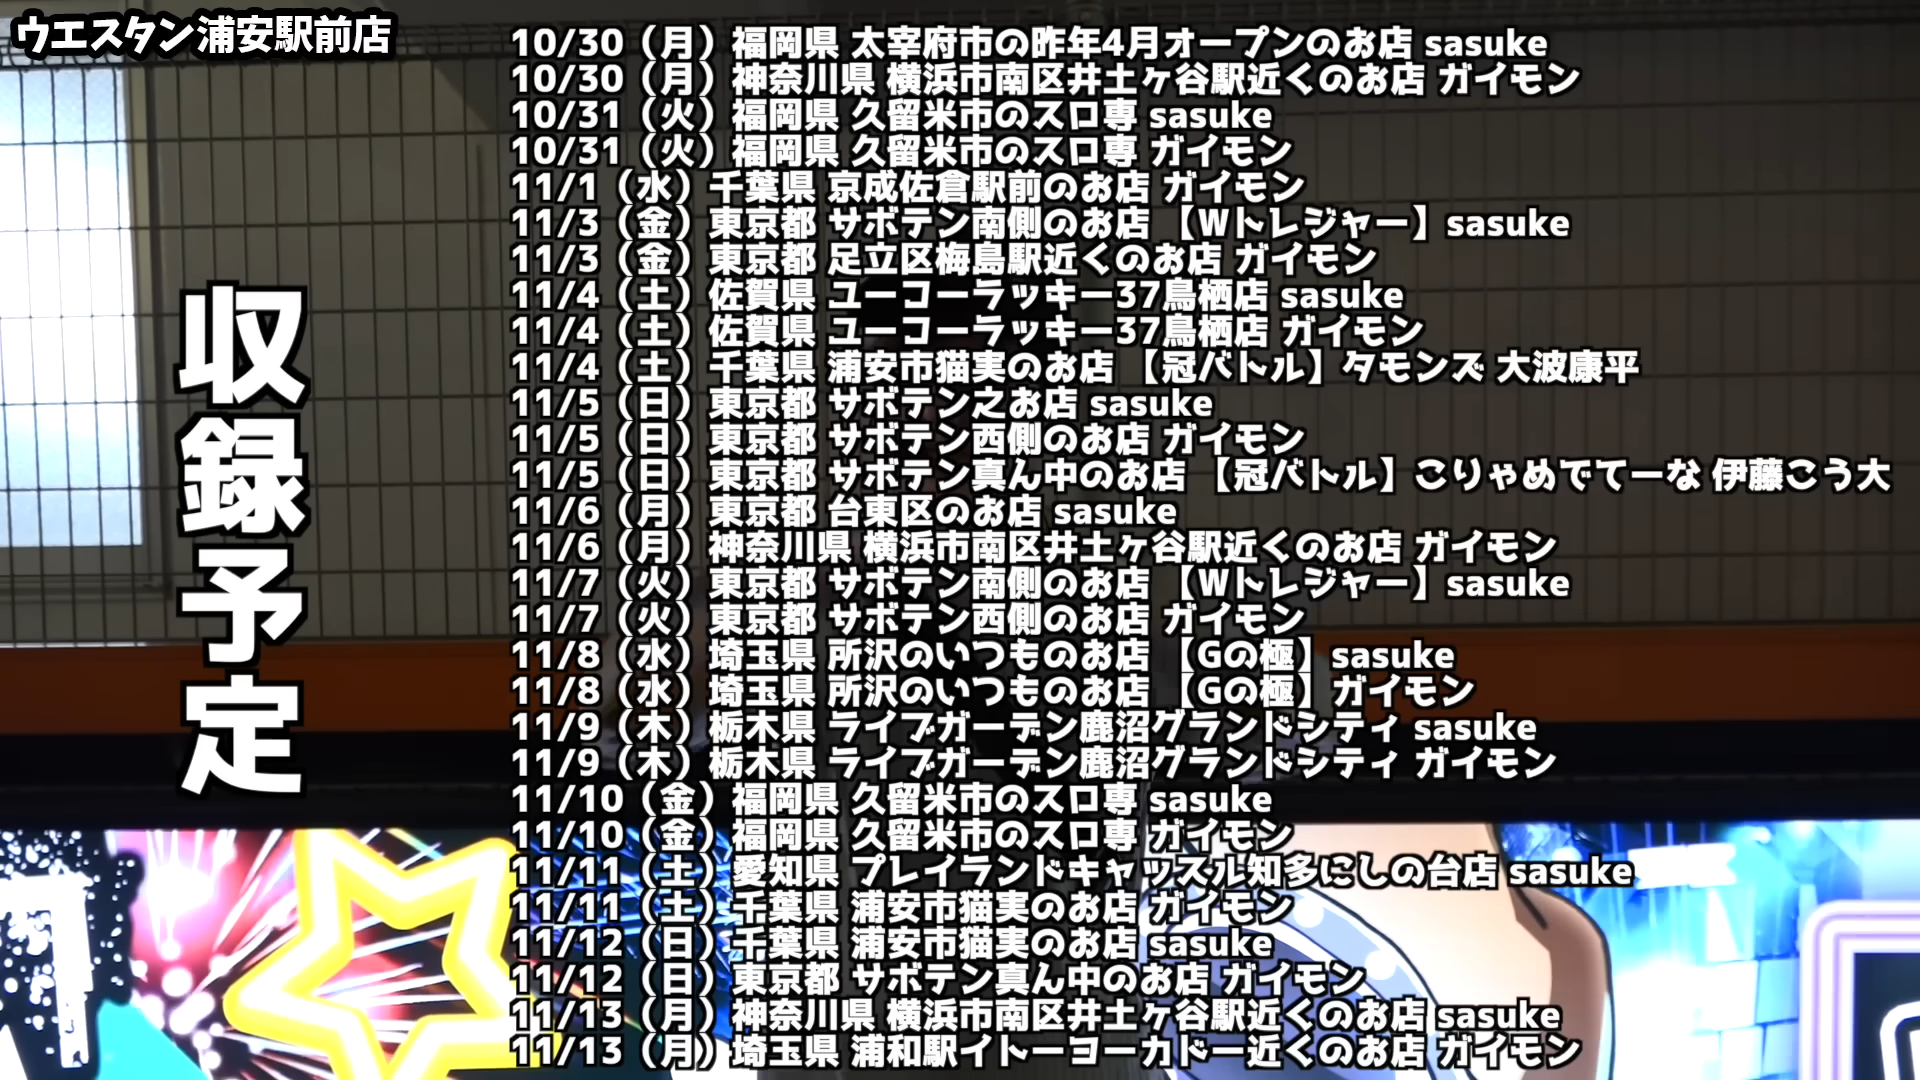 ウエスタン浦安駅前店
収録予定
10/30（月）福岡県 太宰府市の昨年4月オープンのお店 sasuke
10/30（月）神奈川県 横浜市南区井土ヶ谷駅近くのお店 ガイモン
10/31（火）福岡県 久留米市のスロ専 sasuke
10/31（火）福岡県 久留米市のスロ専 ガイモン
11/1（水）千葉県 京成佐倉駅前のお店 ガイモン
11/3（金）東京都 サボテン南側のお店 【Wトレジャー】sasuke
11/3（金）東京都 足立区梅島駅近くのお店 ガイモン
11/4（土）佐賀県 ユーコーラッキー37鳥栖店 sasuke
11/4（土）佐賀県 ユーコーラッキー37鳥栖店 ガイモン
11/4（土）千葉県 浦安市猫実のお店 【冠バトル】タモンズ 大波康平
11/5（日）東京都 サボテン之お店 sasuke
11/5（日）東京都 サボテン西側のお店 ガイモン
11/5（日）東京都 サボテン真ん中のお店 【冠バトル】こりゃめでてーな 伊藤こう大
11/6（月）東京都 台東区のお店 sasuke
11/6（月）神奈川県 横浜市南区井土ヶ谷駅近くのお店 ガイモン
11/7（火）東京都 サボテン南側のお店 【Wトレジャー】sasuke
11/7（火）東京都 サボテン西側のお店 ガイモン
11/8（水）埼玉県 所沢のいつものお店 【Gの極】sasuke
11/8（水）埼玉県 所沢のいつものお店 【Gの極】ガイモン
11/9（木）栃木県 ライブガーデン鹿沼グランドシティ sasuke
11/9（木）栃木県 ライブガーデン鹿沼グランドシティ ガイモン
11/10（金）福岡県 久留米市のスロ専 sasuke
11/10（金）福岡県 久留米市のスロ専 ガイモン
11/11（土）愛知県 プレイランドキャッスル知多にしの台店 sasuke
11/11（土）千葉県 浦安市猫実のお店 ガイモン
11/12（日）千葉県 浦安市猫実のお店 sasuke
11/12（日）東京都 サボテン真ん中のお店 ガイモン
11/13（月）神奈川県 横浜市南区井土ヶ谷駅近くのお店 sasuke
11/13（月）埼玉県 浦和駅イトーヨーカドー近くのお店 ガイモン